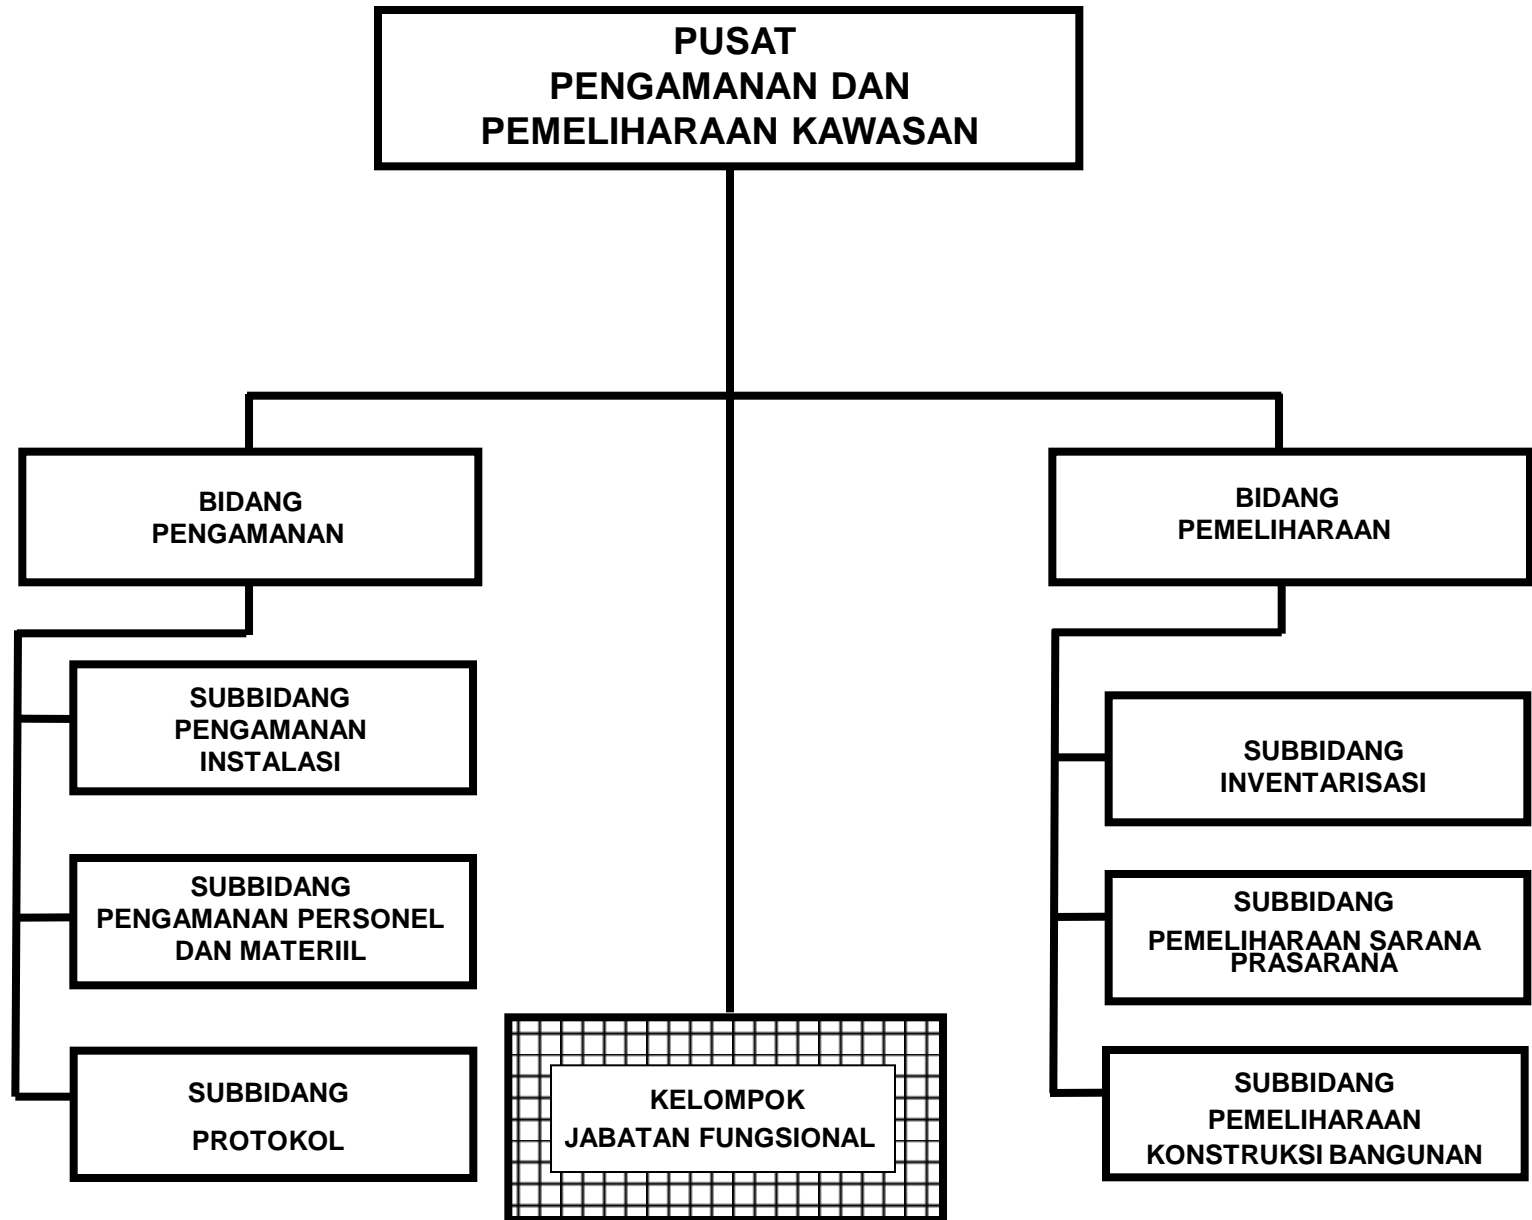 PUSAT
PENGAMANAN DAN
PEMELIHARAAN KAWASAN
BIDANG
PENGAMANAN
BIDANG
PEMELIHARAAN
SUBBIDANG
PENGAMANAN
INSTALASI
SUBBIDANG
PENGAMANAN PERSONEL
DAN MATERIIL
SUBBIDANG
PROTOKOL
KELOMPOK
JABATAN FUNGSIONAL
SUBBIDANG
INVENTARISASI
SUBBIDANG
PEMELIHARAAN SARANA
PRASARANA
SUBBIDANG
PEMELIHARAAN
KONSTRUKSI BANGUNAN